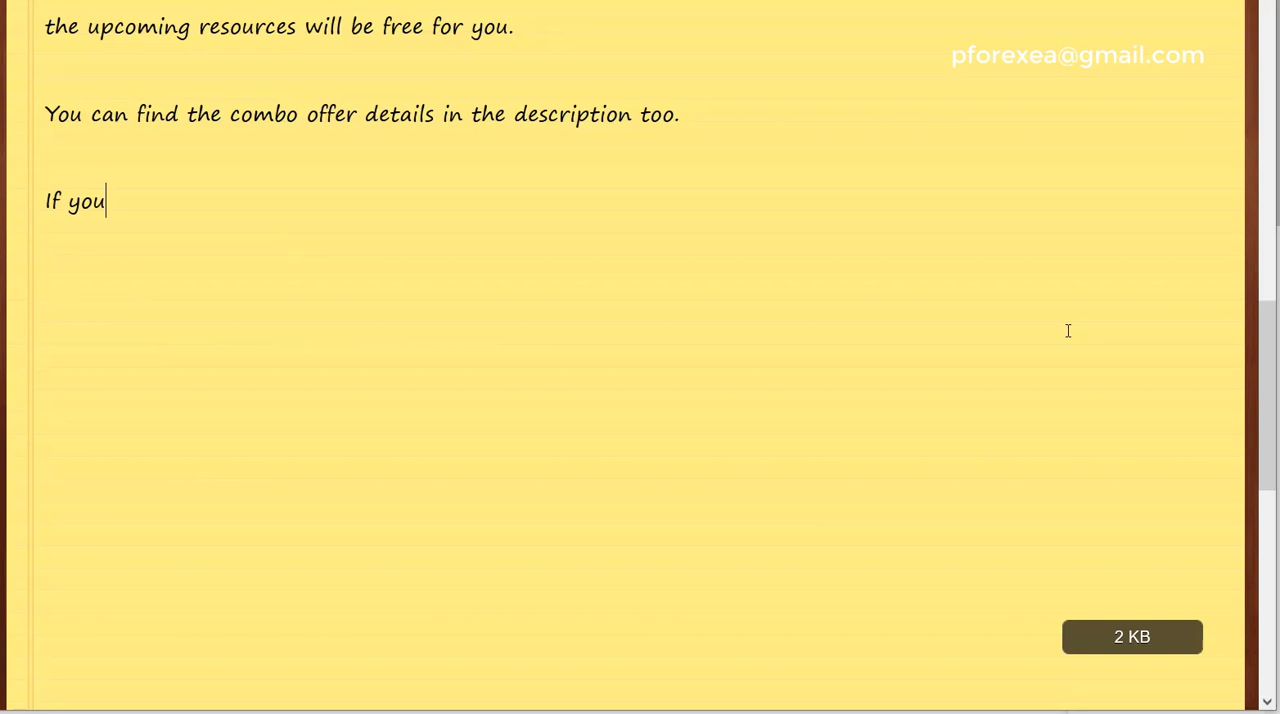 the upcoming resources will be free for you.
pforexea@gmail.com
You can find the combo offer details in the description too.
If you
2 KB